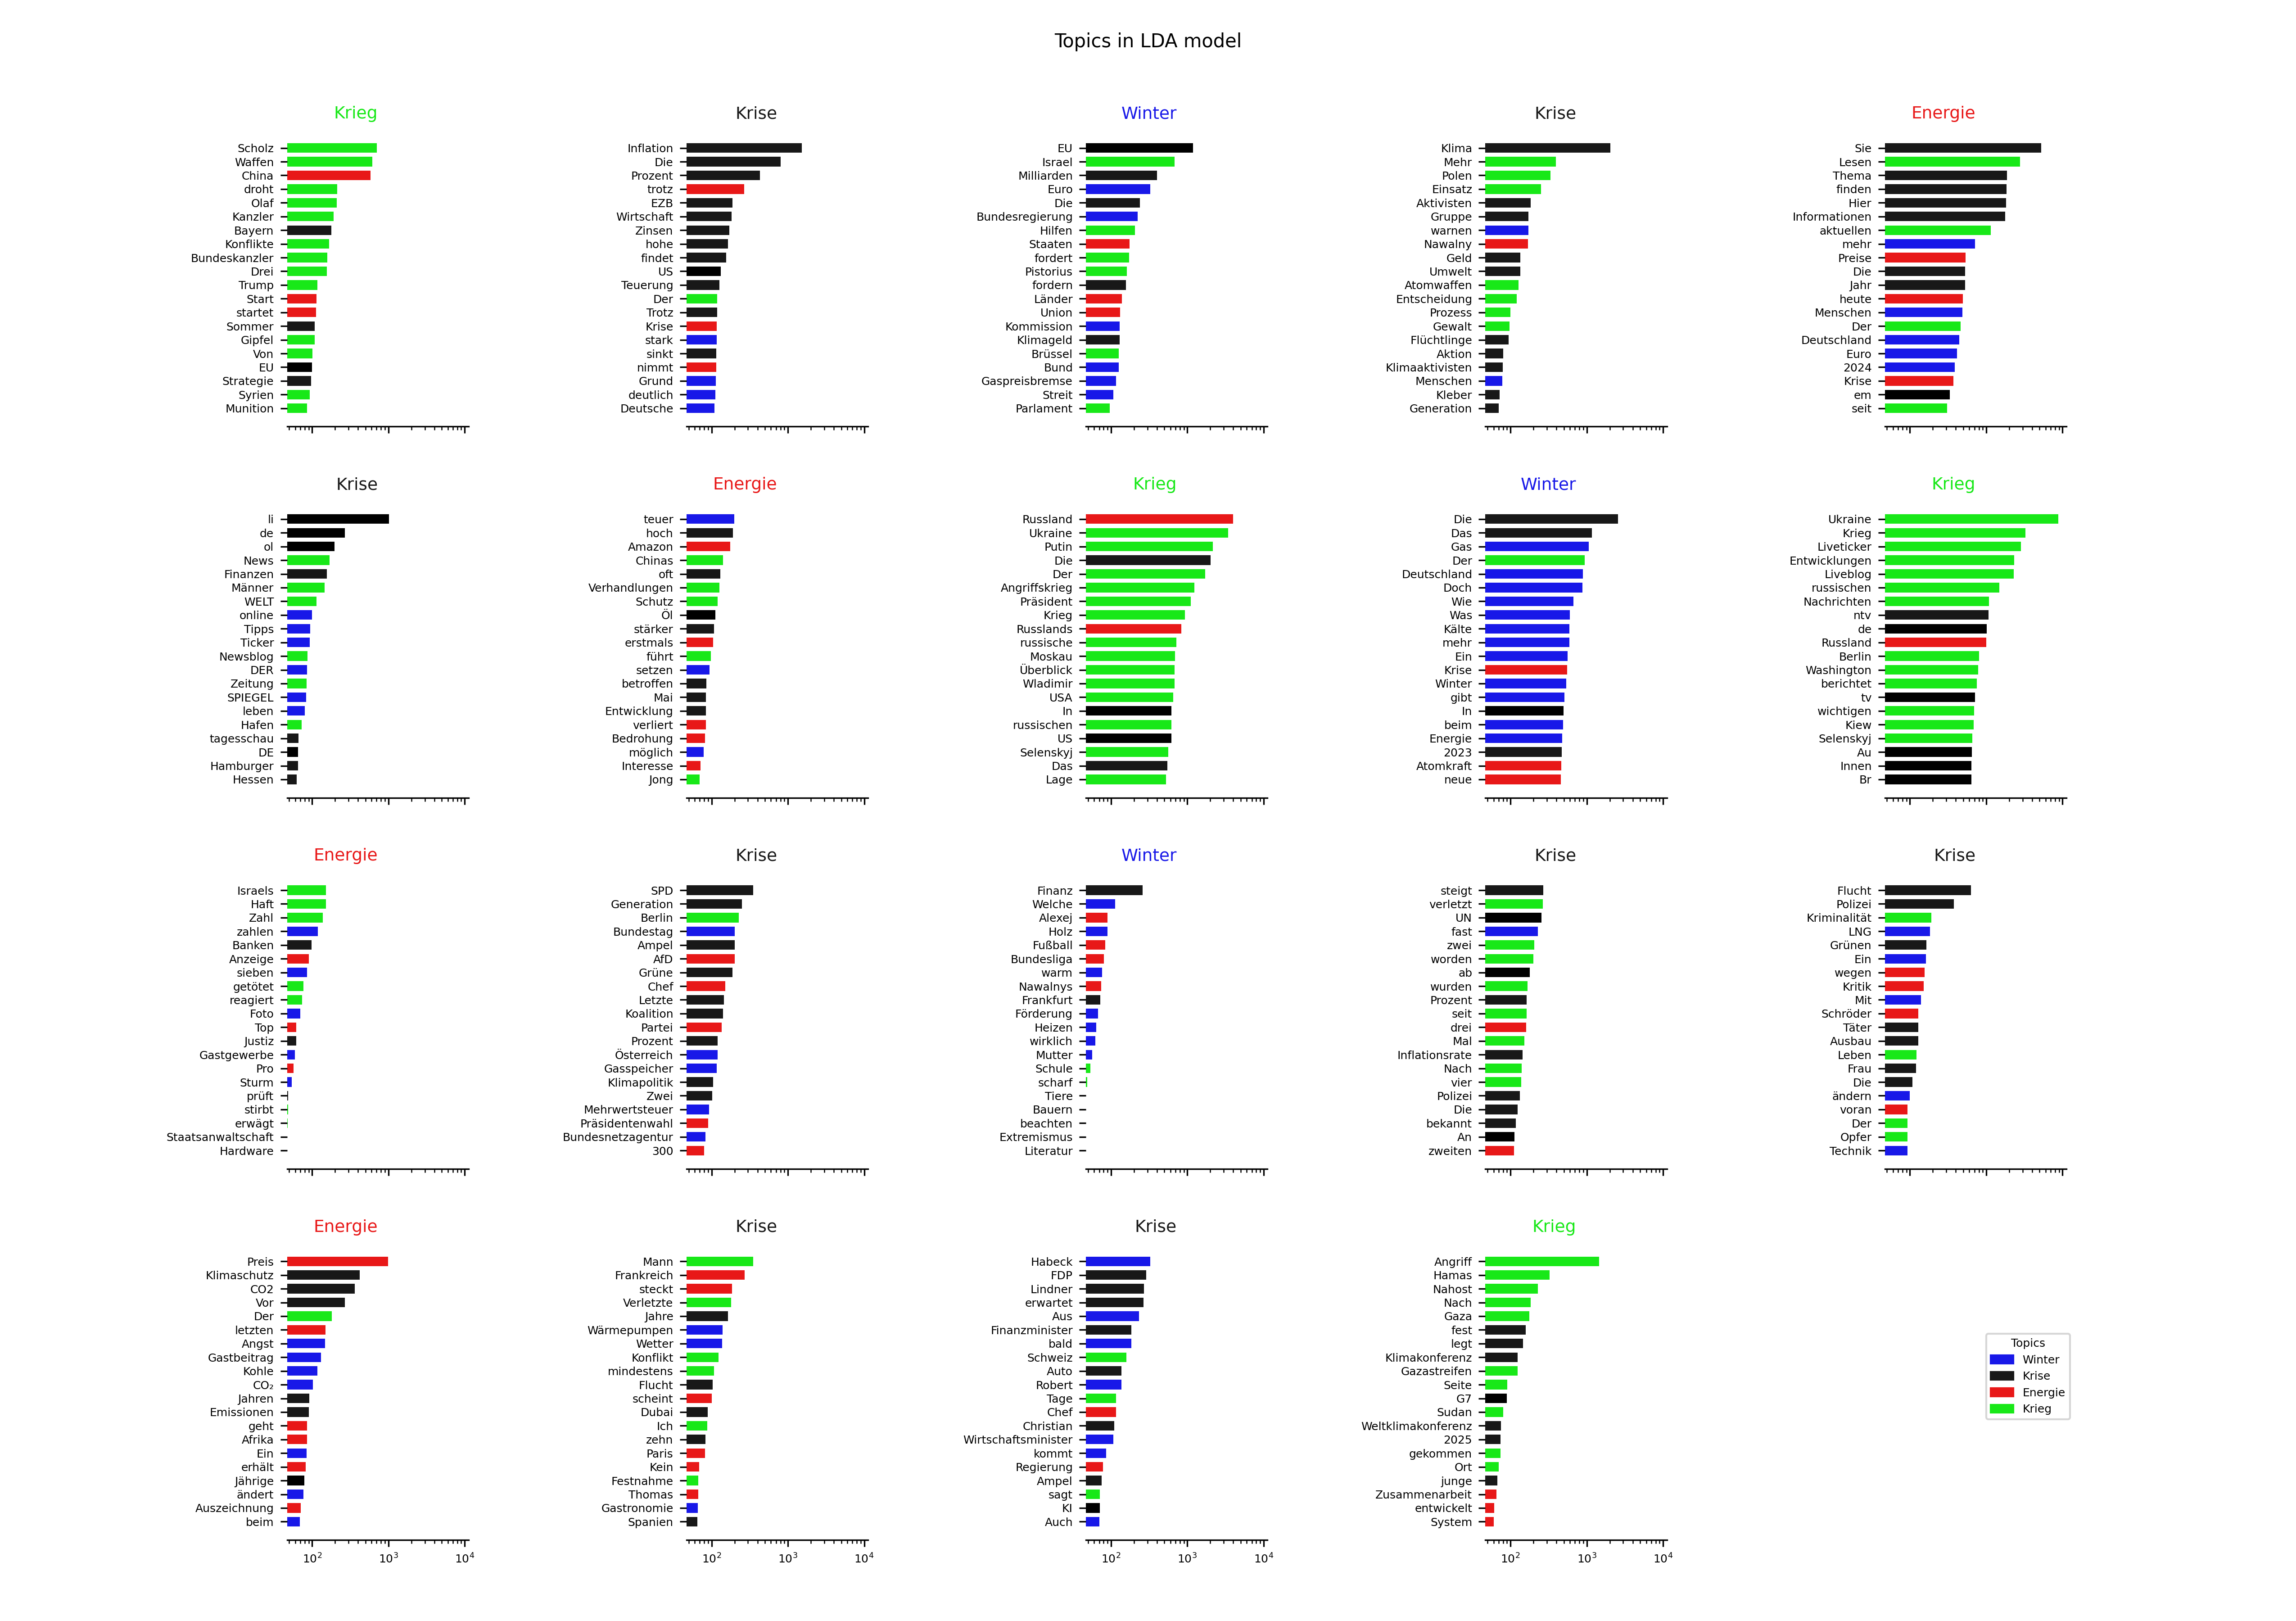 Topics in LDA model
Krieg
Scholz
Waffen
China
droht
Olaf
Kanzler
Bayern
Konflikte
Bundeskanzler
Drei
Trump
Start
startet
Sommer
Gipfel
Von
EU
Strategie
Syrien
Munition
Krise
Inflation
Die
Prozent
trotz
EZB
Wirtschaft
Zinsen
hohe
findet
US
Teuerung
Der
Trotz
Krise
stark
sinkt
nimmt
Grund
deutlich
Deutsche
Winter
EU
Israel
Milliarden
Euro
Die
Bundesregierung
Hilfen
Staaten
fordert
Pistorius
fordern
Länder
Union
Kommission
Klimageld
Brüssel
Bund
Gaspreisbremse
Streit
Parlament
Krise
Klima
Mehr
Polen
Einsatz
Aktivisten
Gruppe
warnen
Nawalny
Geld
Umwelt
Atomwaffen
Entscheidung
Prozess
Gewalt
Flüchtlinge
Aktion
Klimaaktivisten
Menschen
Kleber
Generation
Energie
Sie
Lesen
Thema
finden
Hier
Informationen
aktuellen
mehr
Preise
Die
Jahr
heute
Menschen
Der
Deutschland
Euro
2024
Krise
em
seit
Krise
li
de
ol
News
Finanzen
Männer
WELT
online
Tipps
Ticker
Newsblog
DER
Zeitung
SPIEGEL
leben
Hafen
tagesschau
DE
Hamburger
Hessen
Energie
teuer
hoch
Amazon
Chinas
oft
Verhandlungen
Schutz
Öl
stärker
erstmals
führt
setzen
betroffen
Mai
Entwicklung
verliert
Bedrohung
möglich
Interesse
Jong
Krieg
Russland
Ukraine
Putin
Die
Der
Angriffskrieg
Präsident
Krieg
Russlands
russische
Moskau
Überblick
Wladimir
USA
In
russischen
US
Selenskyj
Das
Lage
Winter
Die
Das
Gas
Der
Deutschland
Doch
Wie
Was
Kälte
mehr
Ein
Krise
Winter
gibt
In
beim
Energie
2023
Atomkraft
neue
Krieg
Ukraine
Krieg
Liveticker
Entwicklungen
Liveblog
russischen
Nachrichten
ntv
de
Russland
Berlin
Washington
berichtet
tv
wichtigen
Kiew
Selenskyj
Au
Innen
Br
Energie
Israels
Haft
Zahl
zahlen
Banken
Anzeige
sieben
getötet
reagiert
Foto
Top
Justiz
Gastgewerbe
Pro
Sturm
prüft
stirbt
erwägt
Staatsanwaltschaft
Hardware
Krise
SPD
Generation
Berlin
Bundestag
Ampel
AfD
Grüne
Chef
Letzte
Koalition
Partei
Prozent
Österreich
Gasspeicher
Klimapolitik
Zwei
Mehrwertsteuer
Präsidentenwahl
Bundesnetzagentur
300
Winter
Finanz
Welche
Alexej
Holz
Fußball
Bundesliga
warm
Nawalnys
Frankfurt
Förderung
Heizen
wirklich
Mutter
Schule
scharf
Tiere
Bauern
beachten
Extremismus
Literatur
Krise
steigt
verletzt
UN
fast
zwei
worden
ab
wurden
Prozent
seit
drei
Mal
Inflationsrate
Nach
vier
Polizei
Die
bekannt
An
zweiten
Krise
Flucht
Polizei
Kriminalität
LNG
Grünen
Ein
wegen
Kritik
Mit
Schröder
Täter
Ausbau
Leben
Frau
Die
ändern
voran
Der
Opfer
Technik
Energie
Preis
Klimaschutz
CO2
Vor
Der
letzten
Angst
Gastbeitrag
Kohle
CO₂
Jahren
Emissionen
geht
Afrika
Ein
erhält
Jährige
ändert
Auszeichnung
beim
10² 10³ 10⁴
Krise
Mann
Frankreich
steckt
Verletzte
Jahre
Wärmepumpen
Wetter
Konflikt
mindestens
Flucht
scheint
Dubai
Ich
zehn
Paris
Kein
Festnahme
Thomas
Gastronomie
Spanien
10² 10³ 10⁴
Krise
Habeck
FDP
Lindner
erwartet
Aus
Finanzminister
bald
Schweiz
Auto
Robert
Tage
Chef
Christian
Wirtschaftsminister
kommt
Regierung
Ampel
sagt
KI
Auch
10² 10³ 10⁴
Krieg
Angriff
Hamas
Nahost
Nach
Gaza
fest
legt
Klimakonferenz
Gazastreifen
Seite
G7
Sudan
Weltklimakonferenz
2025
gekommen
Ort
junge
Zusammenarbeit
entwickelt
System
10² 10³ 10⁴
Topics
Winter
Krise
Energie
Krieg